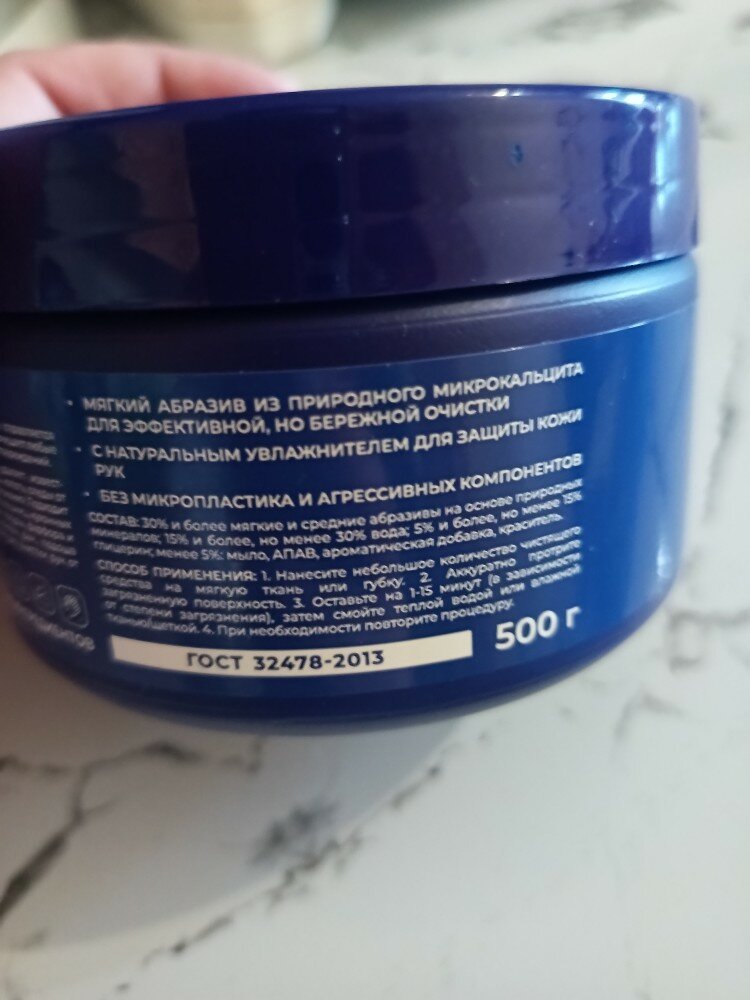 • МЯГКИЙ АБРАЗИВ ИЗ ПРИРОДНОГО МИКРОКАЛЬЦИТА
ДЛЯ ЭФФЕКТИВНОЙ, НО БЕРЕЖНОЙ ОЧИСТКИ
• С НАТУРАЛЬНЫМ УВЛАЖНИТЕЛЕМ ДЛЯ ЗАЩИТЫ КОЖИ
РУК
• БЕЗ МИКРОПЛАСТИКА И АГРЕССИВНЫХ КОМПОНЕНТОВ
СОСТАВ: 30% и более мягкие и средние абразивы на основе природных
минералов; 15% и более, но менее 30% вода; 5% и более, но менее 15%
глицерин; менее 5%: мыло, АПАВ, ароматическая добавка, краситель.
СПОСОБ ПРИМЕНЕНИЯ: 1. Нанесите небольшое количество чистящего
средства на мягкую ткань или губку. 2. Аккуратно протрите
загрязненную поверхность. 3. Оставьте на 1-15 минут (в зависимости
от степени загрязнения), затем смойте теплой водой или влажной
тканью/щеткой. 4. При необходимости повторите процедуру.
ГОСТ 32478-2013
500 г